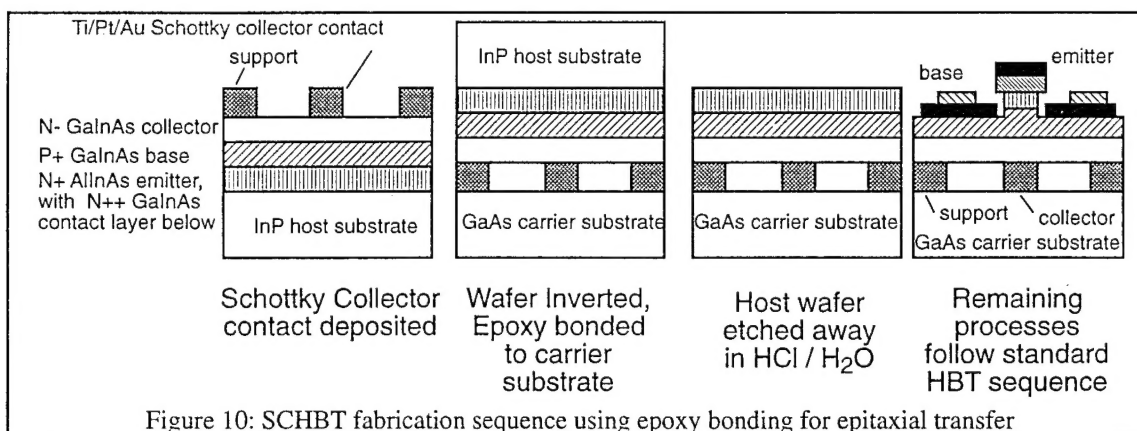 Ti/Pt/Au Schottky collector contact
support
N- GaInAs collector
P+ GaInAs base
N+ AlInAs emitter,
with N++ GaInAs
contact layer below
InP host substrate
Schottky Collector
contact deposited
InP host substrate
GaAs carrier substrate
Wafer Inverted,
Epoxy bonded
to carrier
substrate
GaAs carrier substrate
Host wafer
etched away
in HCl / H2O
base
emitter
support
collector
GaAs carrier substrate
Remaining
processes
follow standard
HBT sequence
Figure 10: SCHBT fabrication sequence using epoxy bonding for epitaxial transfer